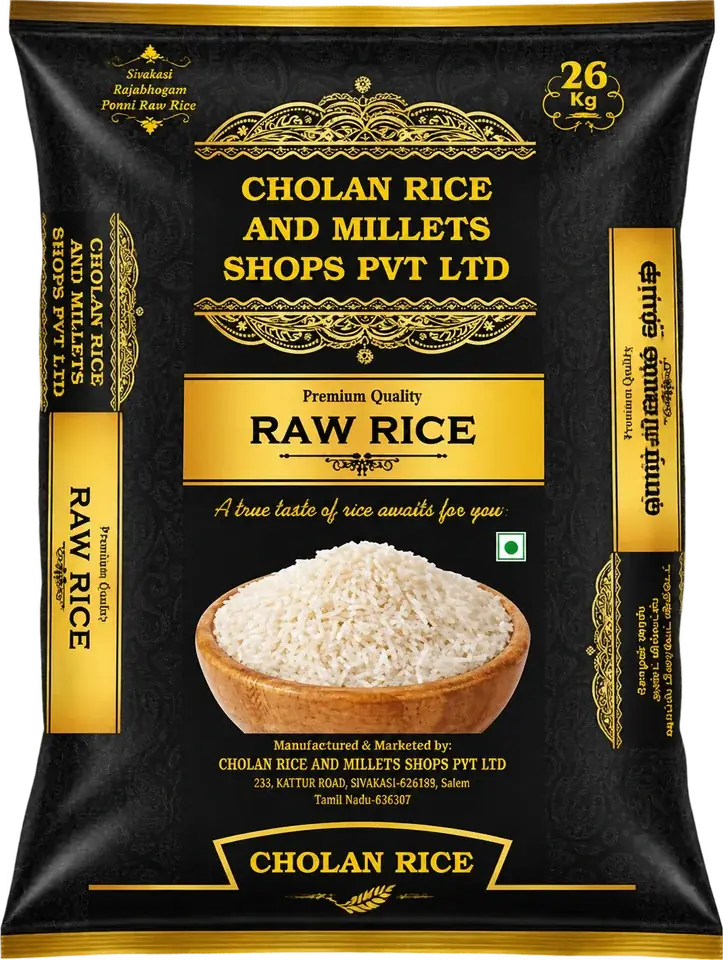 Sivakasi
Rajabhogam
Ponni Raw Rice
26
Kg
CHOLAN RICE
AND MILLETS
SHOPS PVT LTD
Premium Quality
RAW RICE
A true taste of rice awaits for you:
Manufactured & Marketed by:
CHOLAN RICE AND MILLETS SHOPS PYT LTD
233, KATTUR ROAD, SIVAKASI-626189, Salem
Tamil Nadu-636307
CHOLAN RICE
CHOLAN RICE
AND MILLETS
SHOPS PVT LTD
Premium Quality
RAW RICE
Premium Quality